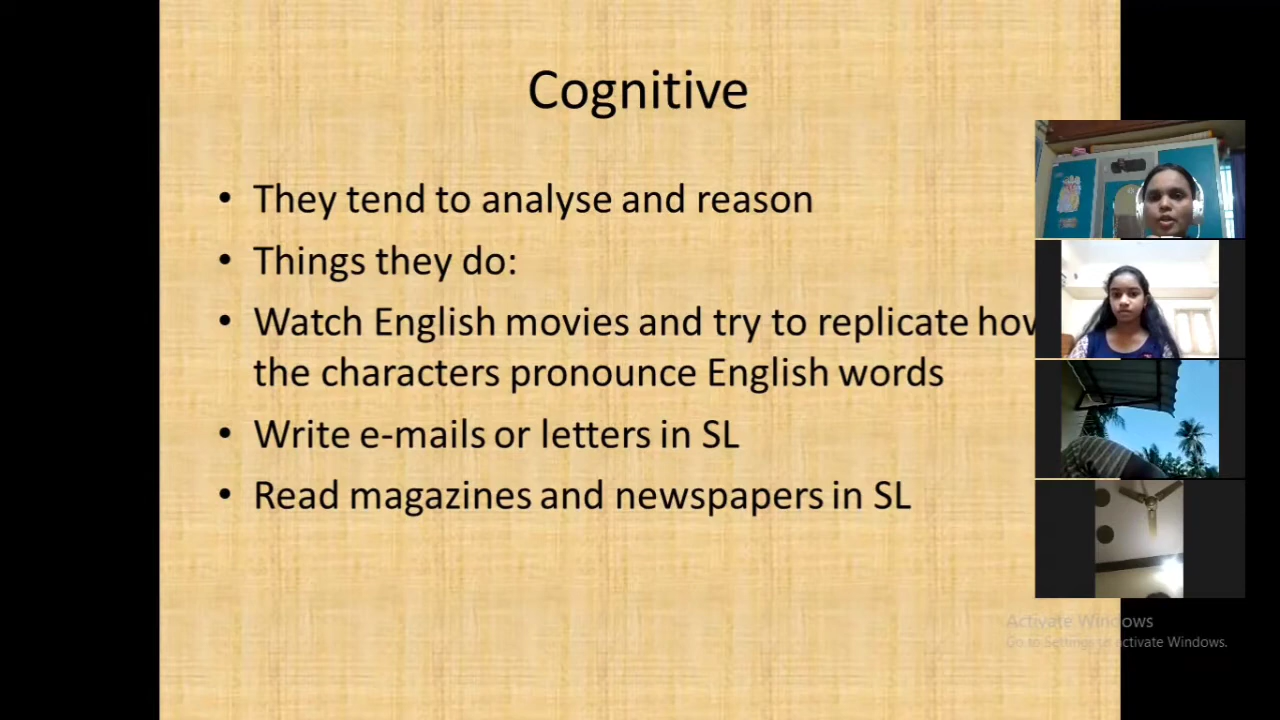 Cognitive
• They tend to analyse and reason
• Things they do:
• Watch English movies and try to replicate how
the characters pronounce English words
• Write e-mails or letters in SL
• Read magazines and newspapers in SL
Activate Windows
Go to Settings to activate Windows.